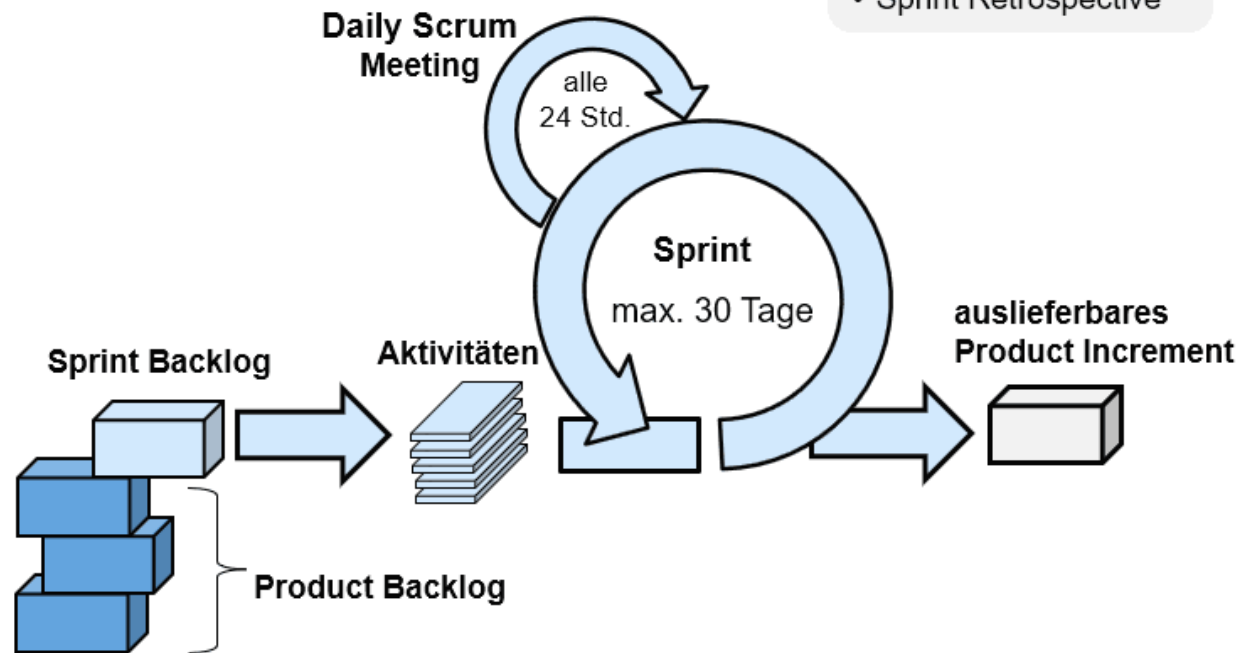 Sprint Retrospective
Daily Scrum
Meeting
alle
24 Std.
Sprint
max. 30 Tage
auslieferbares
Product Increment
Aktivitäten
Sprint Backlog
Product Backlog